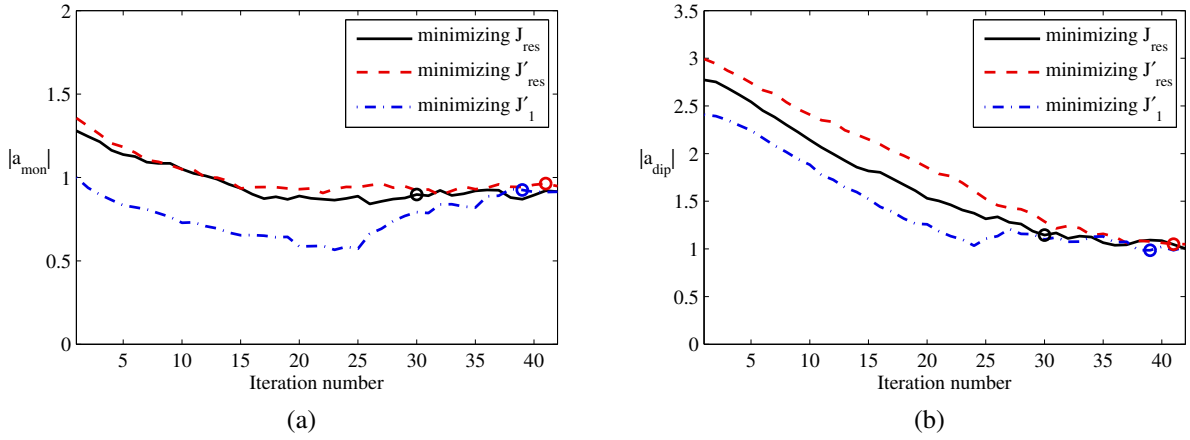 2
1.5
1
0.5
0
|a_mon|
minimizing J_res
minimizing J′_res
minimizing J′_1
5 10 15 20 25 30 35 40
Iteration number
(a)
3.5
3
2.5
2
1.5
1
0.5
0
|a_dip|
minimizing J_res
minimizing J′_res
minimizing J′_1
5 10 15 20 25 30 35 40
Iteration number
(b)